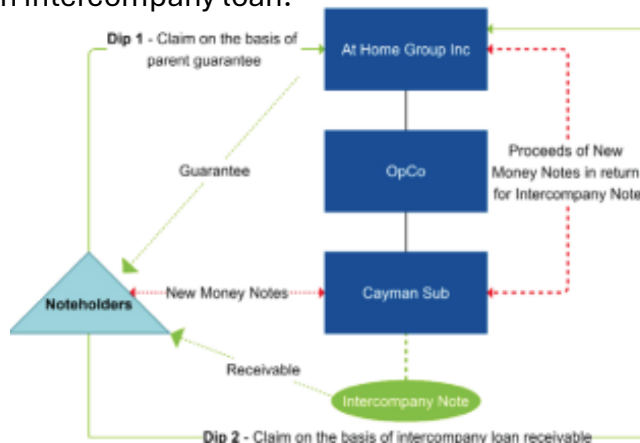 n intercompany loan:
Dip 1 - Claim on the basis of
parent guarantee
At Home Group Inc
Guarantee
OpCo
Proceeds of New
Money Notes in return
for Intercompany Note
New Money Notes
Cayman Sub
Noteholders
Receivable
Intercompany Note
Dip 2 - Claim on the basis of intercompany loan receivable